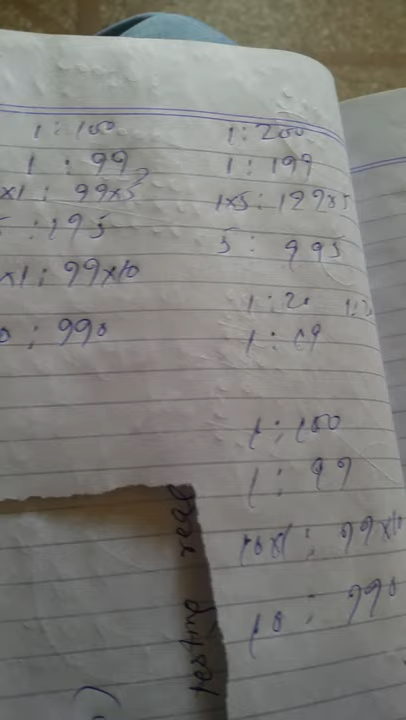 1 : 100
1 : 99
x1 : 99x5
: 195
x1 : 99x10
: 990
1 : 200
1 : 199
1x5 : 199x5
5 : 995
1 : 20
1 : 19
1 : 100
1 : 99
10x1 : 99x10
10 : 990
testing